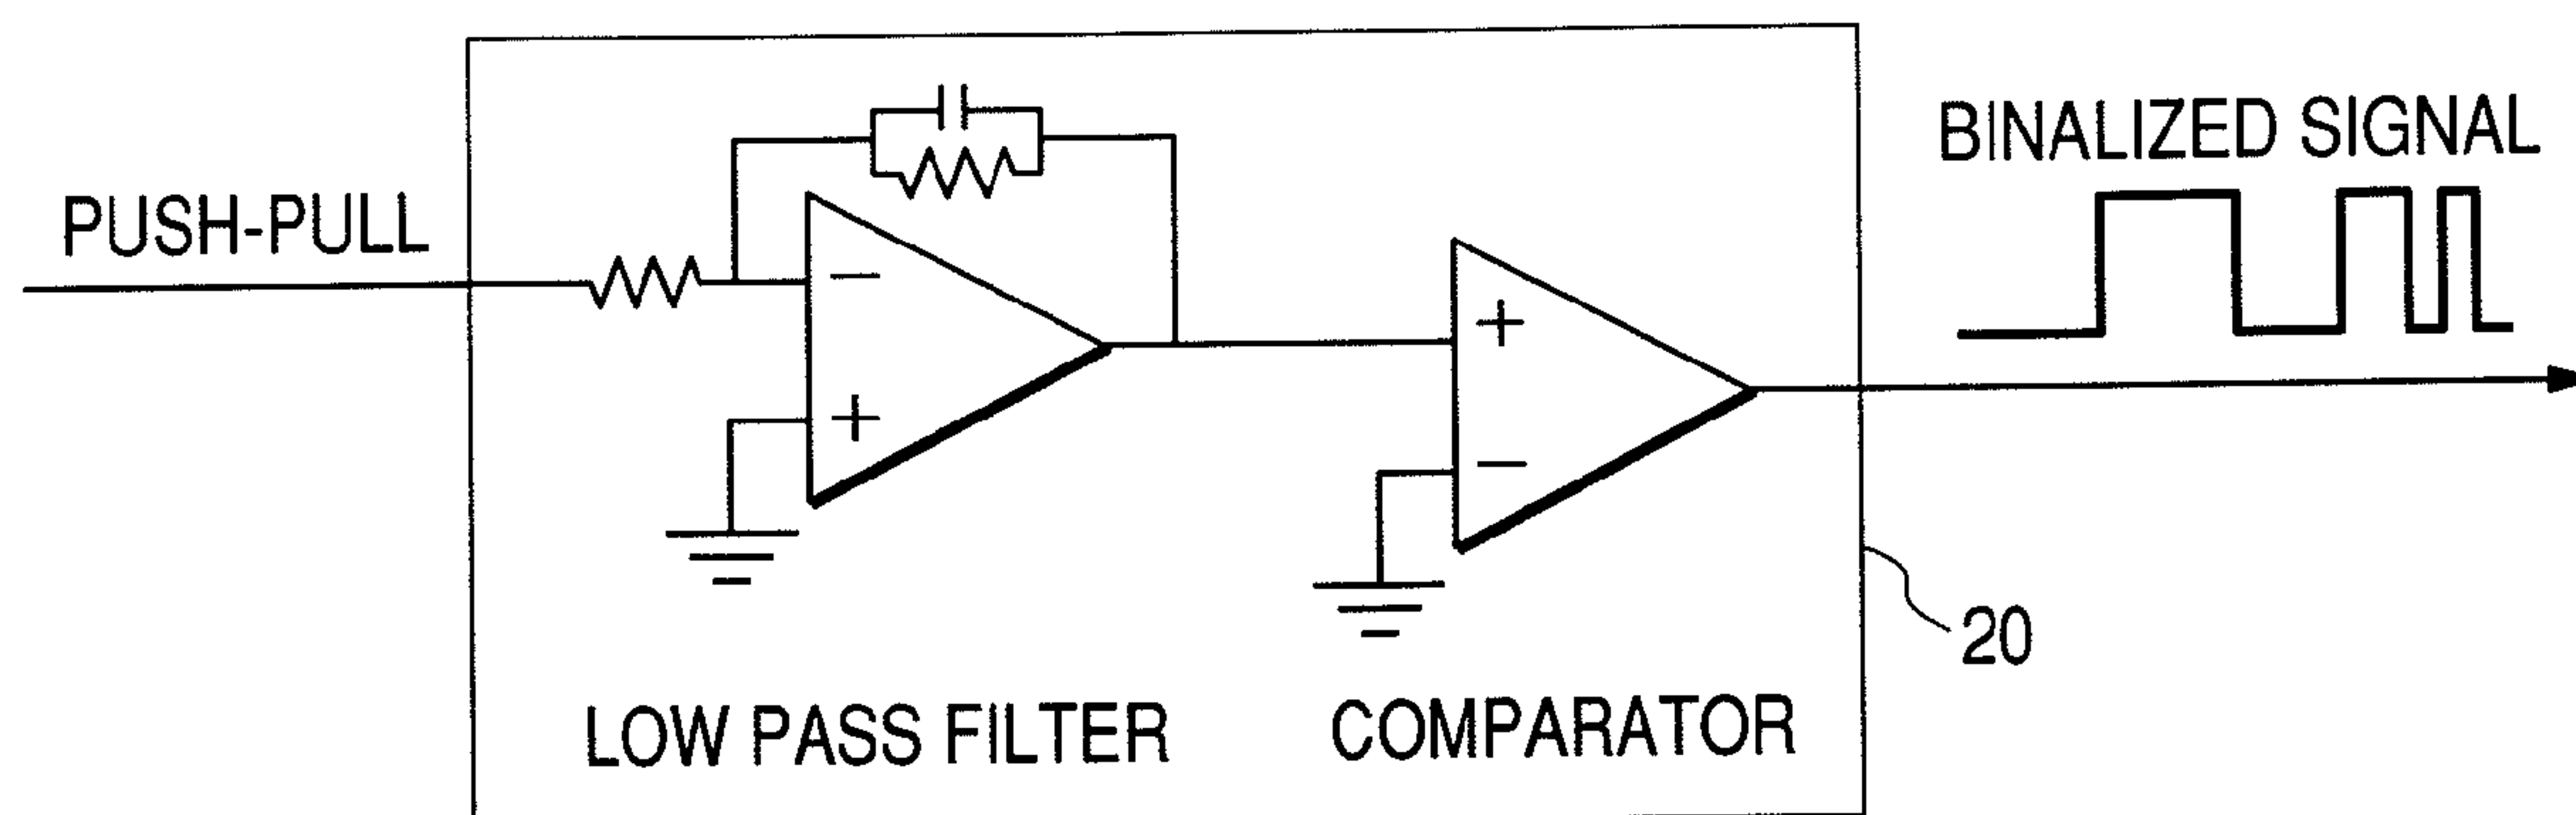 PUSH-PULL
BINALIZED SIGNAL
−
+
+
−
20
LOW PASS FILTER
COMPARATOR